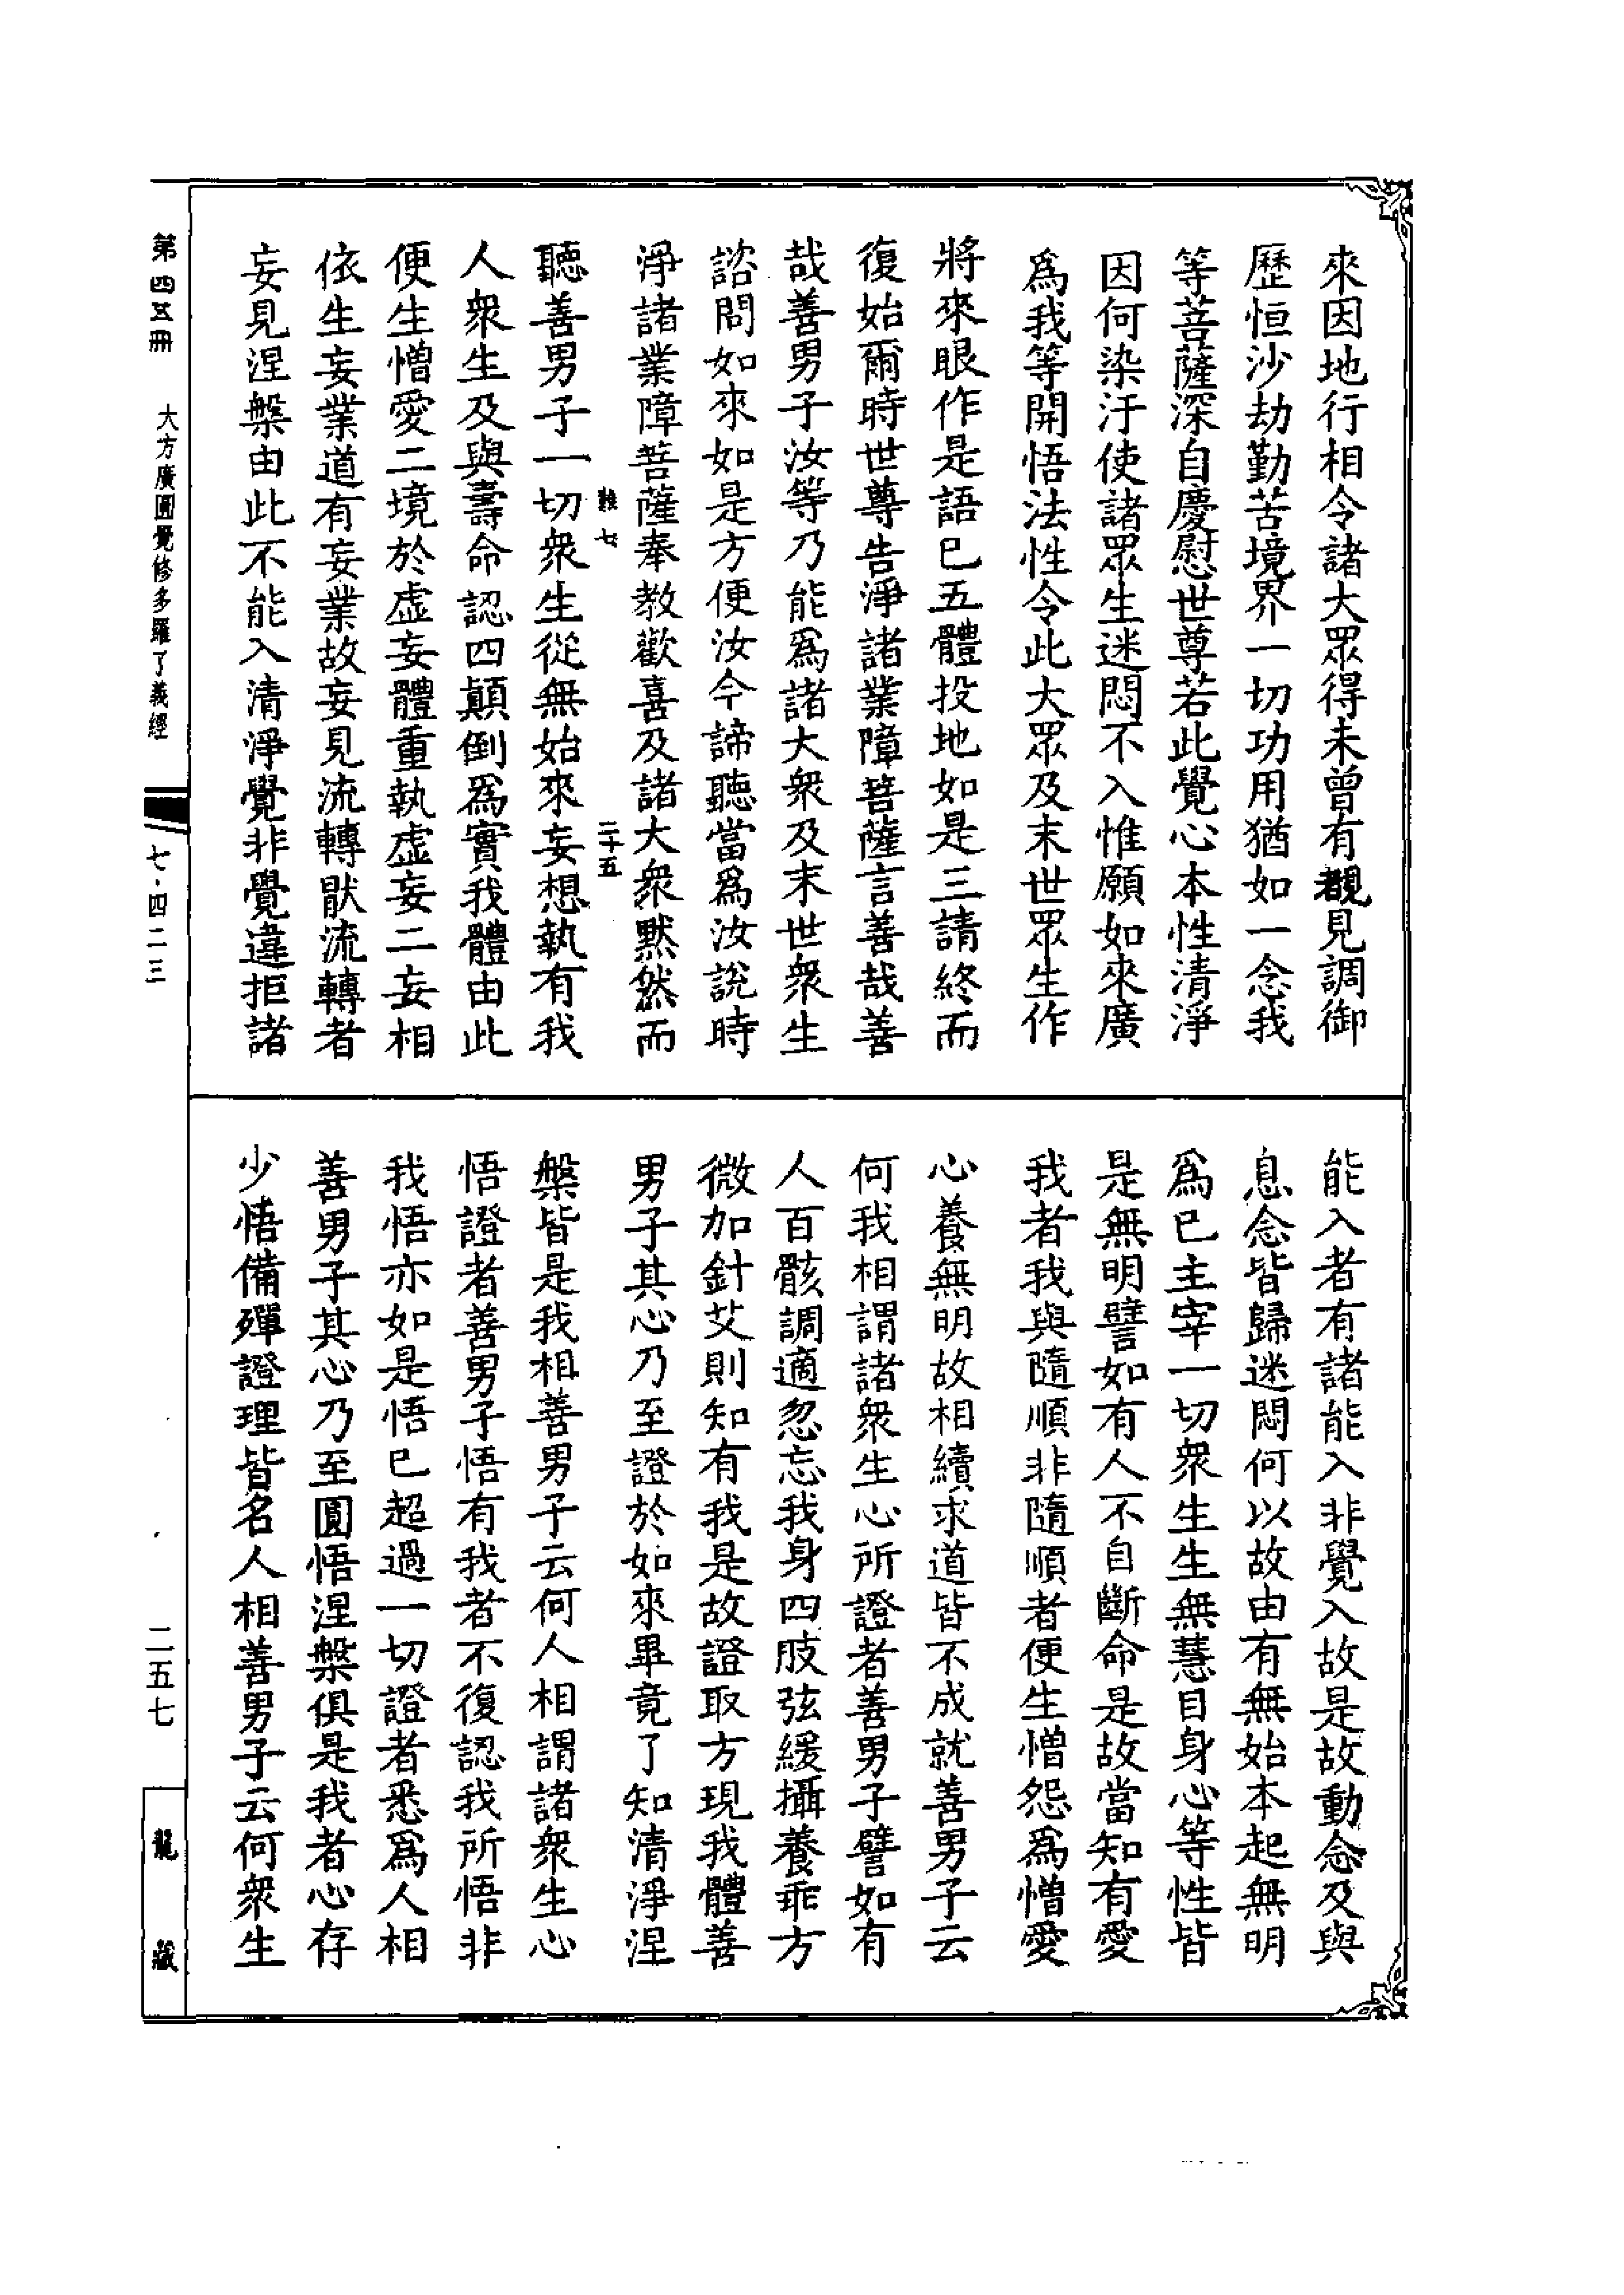 來因地行相令諸大眾得未曾有覩見調御
歷恒沙劫勤苦境界一切功用猶如一念我
等菩薩深自慶慰世尊若此覺心本性清淨
因何染汙使諸眾生迷悶不入惟願如來廣
為我等開悟法性令此大眾及末世眾生作
將來眼作是語已五體投地如是三請終而
復始爾時世尊告淨諸業障菩薩言善哉善
哉善男子汝等乃能為諸大衆及末世衆生
諮問如來如是方便汝今諦聽當為汝說時
淨諸業障菩薩奉教歡喜及諸大衆默然而
難七 二十五
聽善男子一切衆生從無始來妄想執有我
人衆生及與壽命認四顛倒為實我體由此
便生憎愛二境於虛妄體重執虛妄二妄相
依生妄業道有妄業故妄見流轉猒流轉者
妄見涅槃由此不能入清淨覺非覺違拒諸
能入者有諸能入非覺入故是故動念及與
息念皆歸迷悶何以故由有無始本起無明
為已主宰一切衆生生無慧目身心等性皆
是無明譬如有人不自斷命是故當知有愛
我者我與隨順非隨順者便生憎怨為憎愛
心養無明故相續求道皆不成就善男子云
何我相謂諸衆生心所證者善男子譬如有
人百骸調適忽忘我身四肢弦緩攝養乖方
微加針艾則知有我是故證取方現我體善
男子其心乃至證於如來畢竟了知清淨涅
槃皆是我相善男子云何人相謂諸衆生心
悟證者善男子悟有我者不復認我所悟非
我悟亦如是悟已超過一切證者悉為人相
善男子其心乃至圓悟涅槃俱是我者心存
少悟備殫證理皆名人相善男子云何衆生
第四五冊 大方廣圓覺修多羅了義經 七·四二三 二五七 龍藏